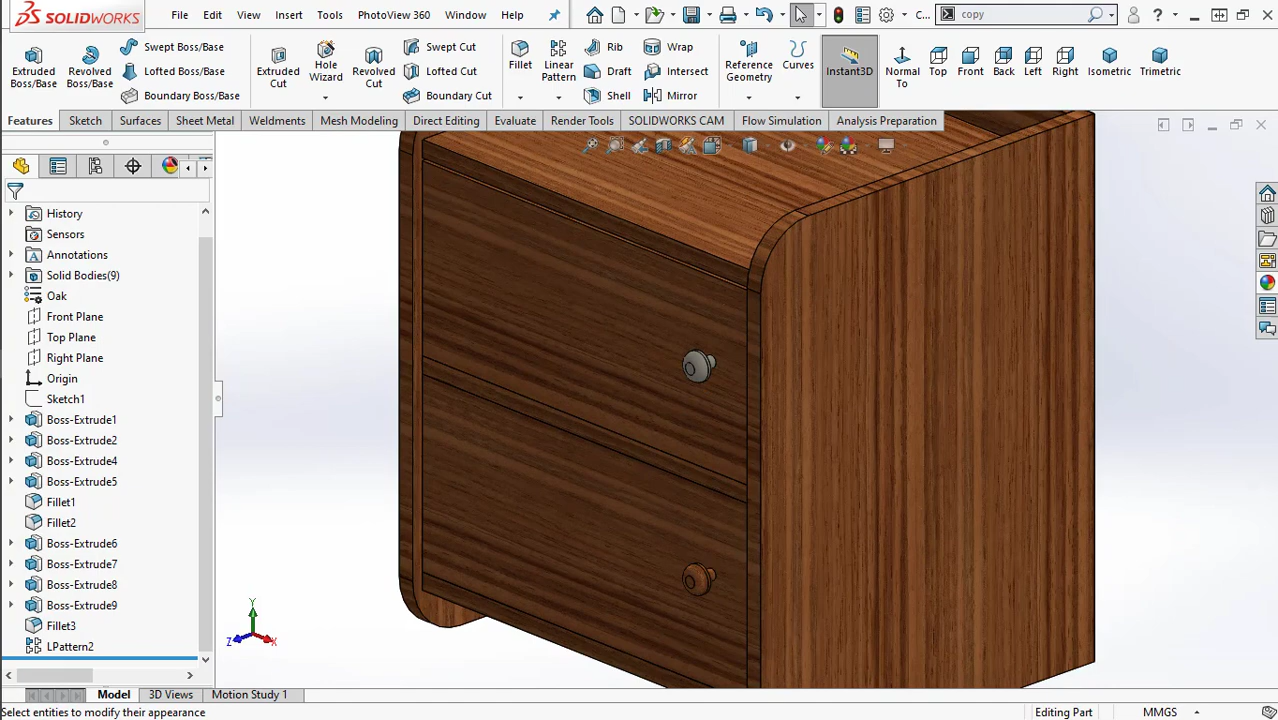 SOLIDWORKS
File Edit View Insert Tools PhotoView 360 Window Help
C...
copy
?
Extruded Boss/Base
Revolved Boss/Base
Swept Boss/Base
Lofted Boss/Base
Boundary Boss/Base
Extruded Cut
Hole Wizard
Revolved Cut
Swept Cut
Lofted Cut
Boundary Cut
Fillet
Linear Pattern
Rib
Draft
Shell
Wrap
Intersect
Mirror
Reference Geometry
Curves
Instant3D
Normal To
Top
Front
Back
Left
Right
Isometric
Trimetric
Features Sketch Surfaces Sheet Metal Weldments Mesh Modeling Direct Editing Evaluate Render Tools SOLIDWORKS CAM Flow Simulation Analysis Preparation
History
Sensors
A Annotations
Solid Bodies(9)
Oak
Front Plane
Top Plane
Right Plane
Origin
Sketch1
Boss-Extrude1
Boss-Extrude2
Boss-Extrude4
Boss-Extrude5
Fillet1
Fillet2
Boss-Extrude6
Boss-Extrude7
Boss-Extrude8
Boss-Extrude9
Fillet3
LPattern2
Y
Z
X
Model 3D Views Motion Study 1
Select entities to modify their appearance
Editing Part
MMGS